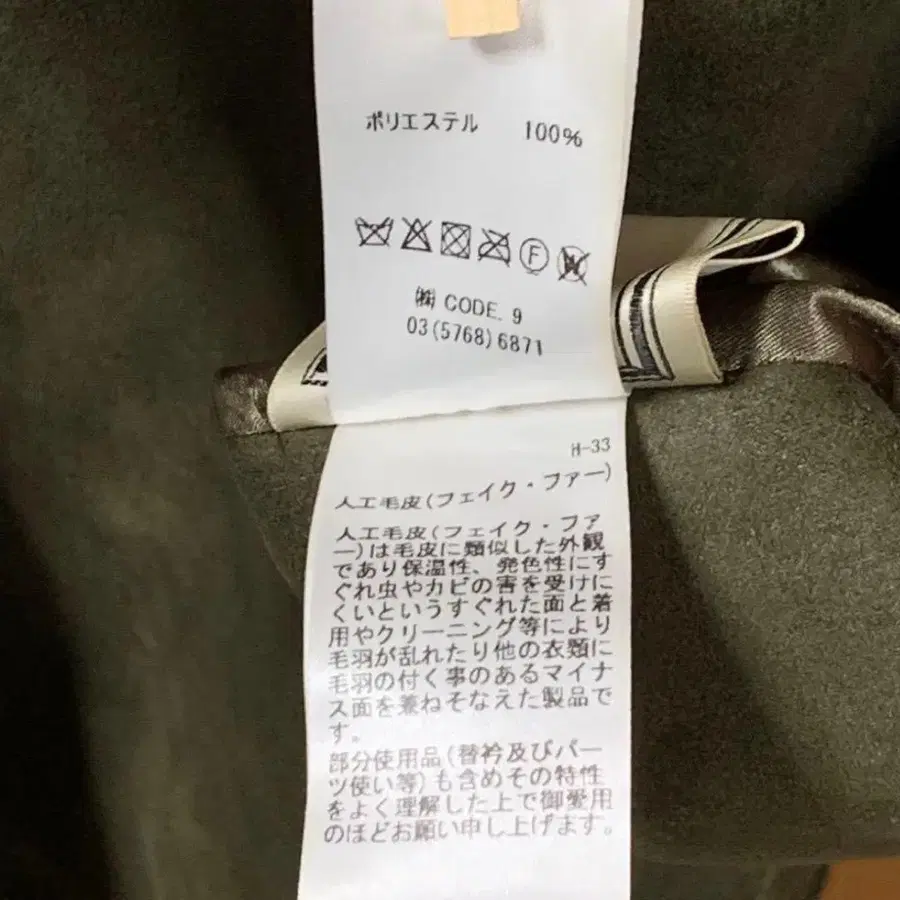 ポリエステル 100%
F W
㈱ CODE. 9
03(5768)6871
H-33
人工毛皮(フェイク・ファー)
人工毛皮(フェイク・ファ
ー)は毛皮に類似した外観
であり保温性、発色性にす
ぐれ虫やカビの害を受けに
くいというすぐれた面と着
用やクリーニング等により
毛羽が乱れたり他の衣類に
毛羽の付く事のあるマイナ
ス面を兼ねそなえた製品で
す。
部分使用品(替衿及びパー
ツ使い等)も含めその特性
をよく理解した上で御愛用
のほどお願い申し上げます。